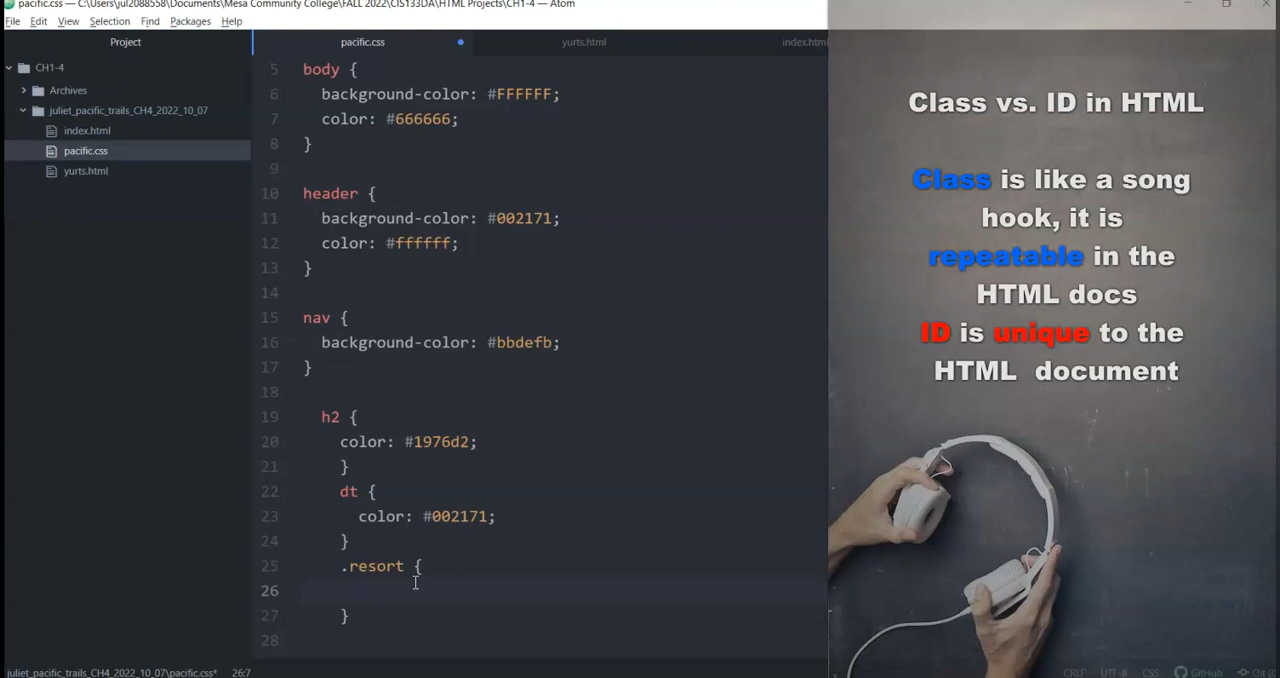 pacific.css — C:\Users\jul2088558\Documents\Mesa Community College\FALL 2022\CIS133DA\HTML Projects\CH1-4 — Atom
File Edit View Selection Find Packages Help
Project
pacific.css
yurts.html
index.html
CH1-4
Archives
juliet_pacific_trails_CH4_2022_10_07
index.html
pacific.css
yurts.html
5 body {
6 background-color: #FFFFFF;
7 color: #666666;
8 }
9
10 header {
11 background-color: #002171;
12 color: #ffffff;
13 }
14
15 nav {
16 background-color: #bbdefb;
17 }
18
19 h2 {
20 color: #1976d2;
21 }
22 dt {
23 color: #002171;
24 }
25 .resort {
26
27 }
28
Class vs. ID in HTML
Class is like a song
hook, it is
repeatable in the
HTML docs
ID is unique to the
HTML document
juliet_pacific_trails_CH4_2022_10_07\pacific.css* 26:7
CRLF UTF-8 CSS GitHub